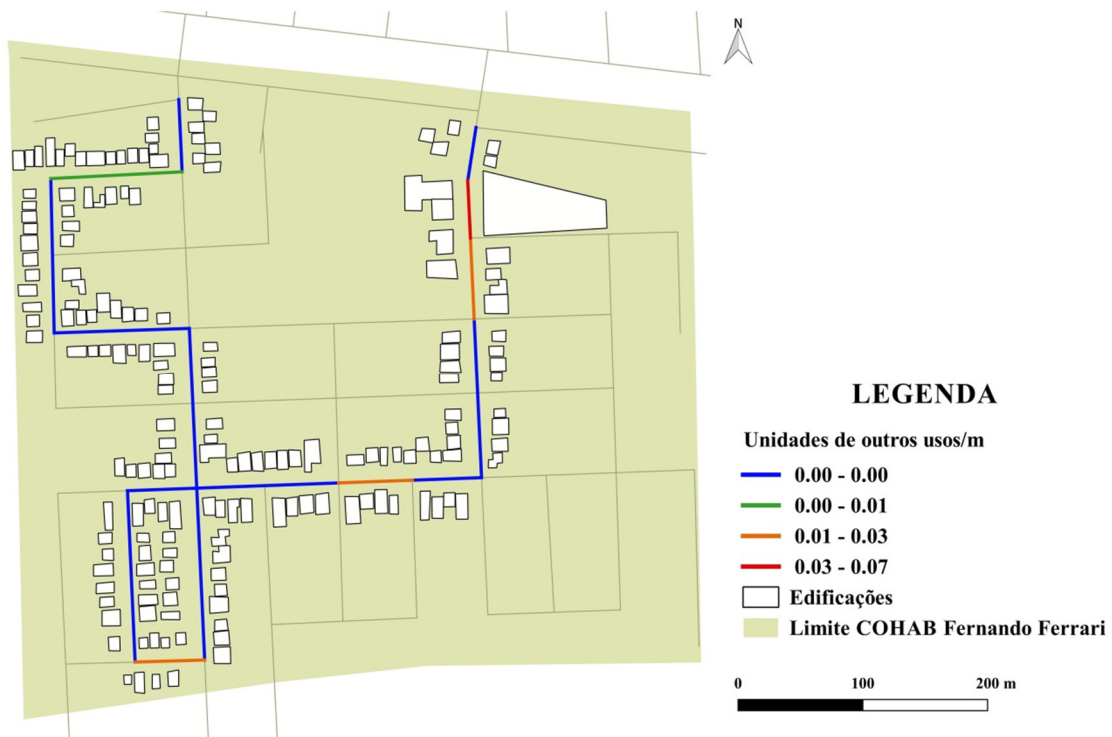 N
LEGENDA
Unidades de outros usos/m
0.00 - 0.00
0.00 - 0.01
0.01 - 0.03
0.03 - 0.07
Edificações
Limite COHAB Fernando Ferrari
0 100 200 m